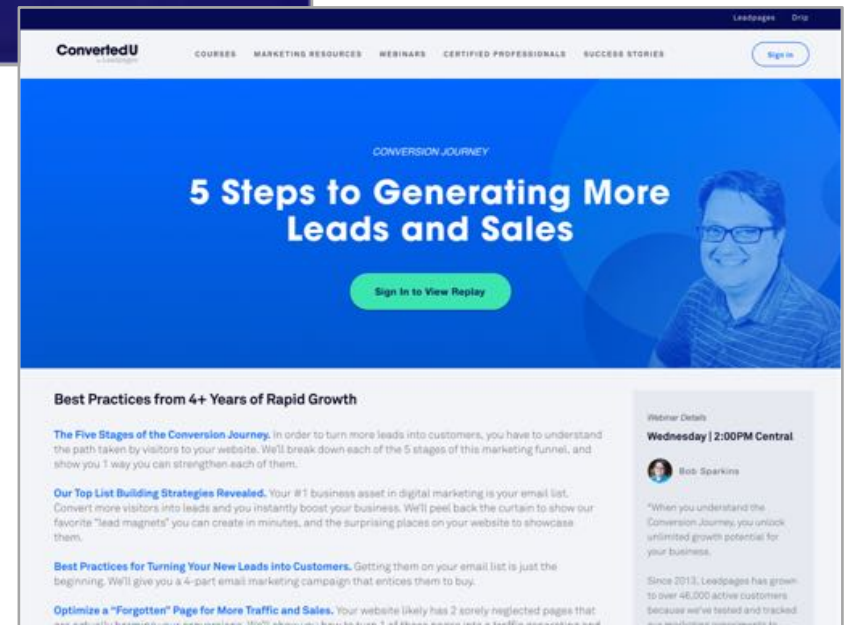 Leadpages Drip
ConvertedU
by Leadpages
COURSES MARKETING RESOURCES WEBINARS CERTIFIED PROFESSIONALS SUCCESS STORIES
Sign In
CONVERSION JOURNEY
5 Steps to Generating More
Leads and Sales
Sign In to View Replay
Best Practices from 4+ Years of Rapid Growth
The Five Stages of the Conversion Journey. In order to turn more leads into customers, you have to understand
the path taken by visitors to your website. We'll break down each of the 5 stages of this marketing funnel, and
show you 1 way you can strengthen each of them.
Our Top List Building Strategies Revealed. Your #1 business asset in digital marketing is your email list.
Convert more visitors into leads and you instantly boost your business. We'll peel back the curtain to show our
favorite "lead magnets" you can create in minutes, and the surprising places on your website to showcase
them.
Best Practices for Turning Your New Leads into Customers. Getting them on your email list is just the
beginning. We'll give you a 4-part email marketing campaign that entices them to buy.
Optimize a "Forgotten" Page for More Traffic and Sales. Your website likely has 2 sorely neglected pages that
Webinar Details
Wednesday | 2:00PM Central
Bob Sparkins
"When you understand the
Conversion Journey, you unlock
unlimited growth potential for
your business.
Since 2013, Leadpages has grown
to over 46,000 active customers
because we've tested and tracked